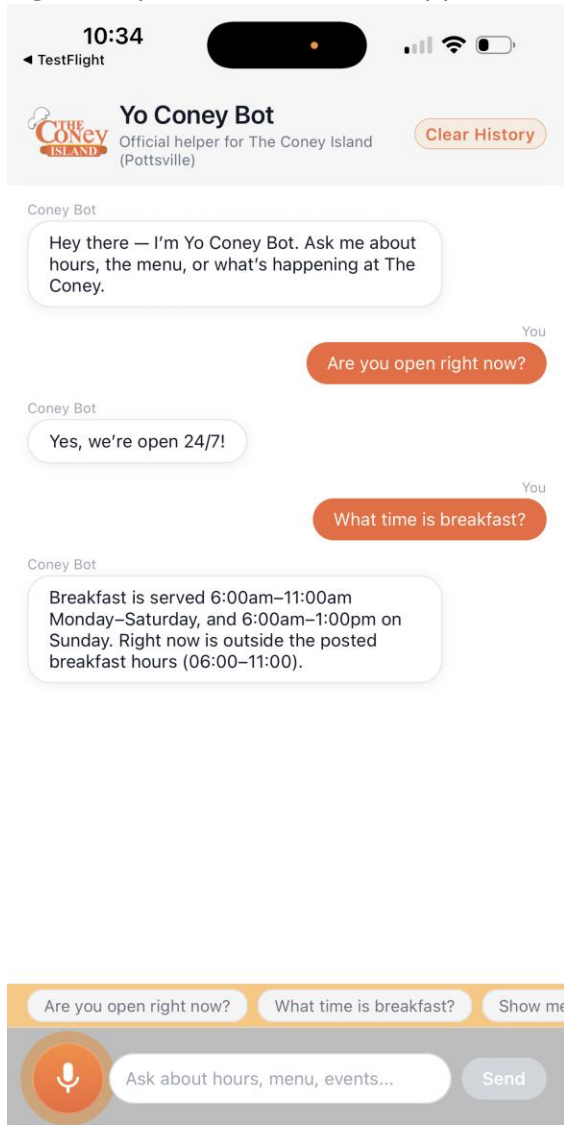 10:34
◀ TestFlight
THE
CONEY
ISLAND
Yo Coney Bot
Official helper for The Coney Island
(Pottsville)
Clear History
Coney Bot
Hey there — I’m Yo Coney Bot. Ask me about
hours, the menu, or what’s happening at The
Coney.
You
Are you open right now?
Coney Bot
Yes, we’re open 24/7!
You
What time is breakfast?
Coney Bot
Breakfast is served 6:00am–11:00am
Monday–Saturday, and 6:00am–1:00pm on
Sunday. Right now is outside the posted
breakfast hours (06:00–11:00).
Are you open right now? What time is breakfast? Show me
Ask about hours, menu, events... Send